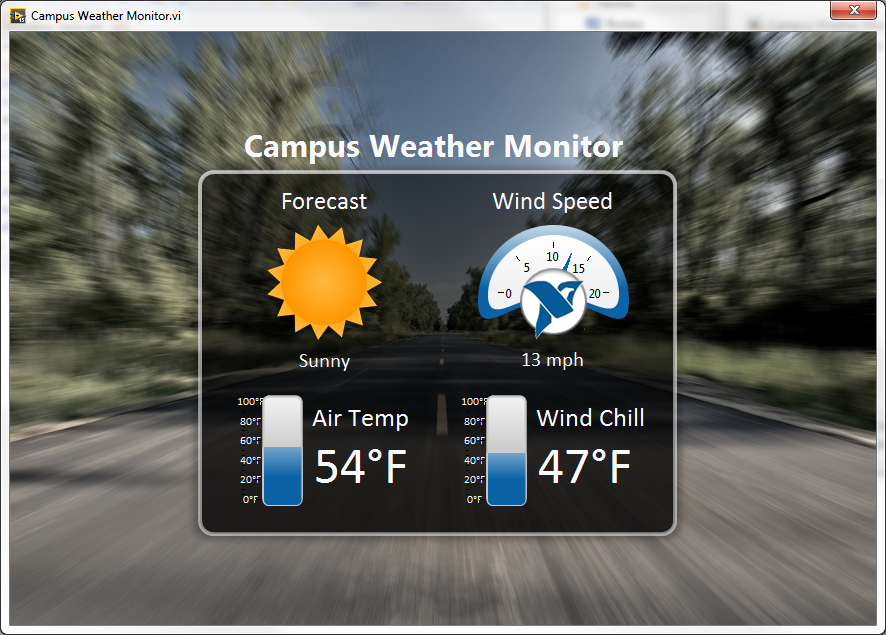 Campus Weather Monitor.vi
Campus Weather Monitor
Forecast
Sunny
Wind Speed
0 5 10 15 20
13 mph
100°F
80°F
60°F
40°F
20°F
0°F
Air Temp
54°F
100°F
80°F
60°F
40°F
20°F
0°F
Wind Chill
47°F